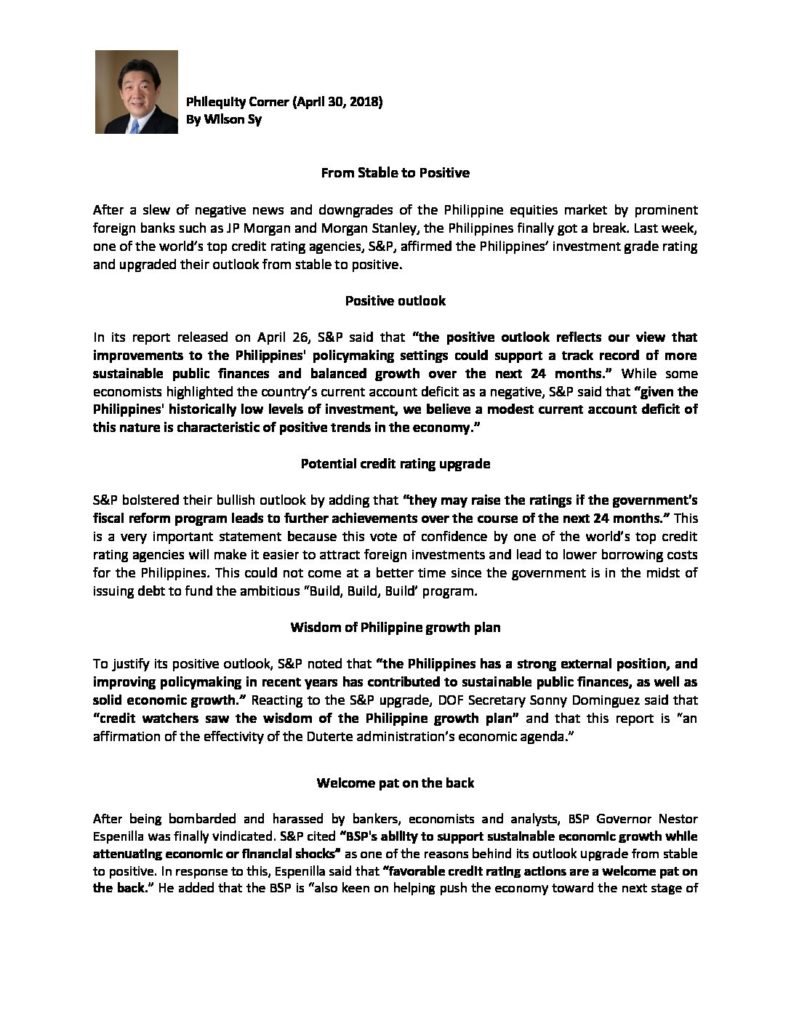 Philequity Corner (April 30, 2018)
By Wilson Sy
From Stable to Positive
After a slew of negative news and downgrades of the Philippine equities market by prominent
foreign banks such as JP Morgan and Morgan Stanley, the Philippines finally got a break. Last week,
one of the world’s top credit rating agencies, S&P, affirmed the Philippines’ investment grade rating
and upgraded their outlook from stable to positive.
Positive outlook
In its report released on April 26, S&P said that “the positive outlook reflects our view that
improvements to the Philippines' policymaking settings could support a track record of more
sustainable public finances and balanced growth over the next 24 months.” While some
economists highlighted the country’s current account deficit as a negative, S&P said that “given the
Philippines' historically low levels of investment, we believe a modest current account deficit of
this nature is characteristic of positive trends in the economy.”
Potential credit rating upgrade
S&P bolstered their bullish outlook by adding that “they may raise the ratings if the government's
fiscal reform program leads to further achievements over the course of the next 24 months.” This
is a very important statement because this vote of confidence by one of the world’s top credit
rating agencies will make it easier to attract foreign investments and lead to lower borrowing costs
for the Philippines. This could not come at a better time since the government is in the midst of
issuing debt to fund the ambitious “Build, Build, Build’ program.
Wisdom of Philippine growth plan
To justify its positive outlook, S&P noted that “the Philippines has a strong external position, and
improving policymaking in recent years has contributed to sustainable public finances, as well as
solid economic growth.” Reacting to the S&P upgrade, DOF Secretary Sonny Dominguez said that
“credit watchers saw the wisdom of the Philippine growth plan” and that this report is “an
affirmation of the effectivity of the Duterte administration’s economic agenda.”
Welcome pat on the back
After being bombarded and harassed by bankers, economists and analysts, BSP Governor Nestor
Espenilla was finally vindicated. S&P cited “BSP's ability to support sustainable economic growth while
attenuating economic or financial shocks” as one of the reasons behind its outlook upgrade from stable
to positive. In response to this, Espenilla said that “favorable credit rating actions are a welcome pat on
the back.” He added that the BSP is “also keen on helping push the economy toward the next stage of